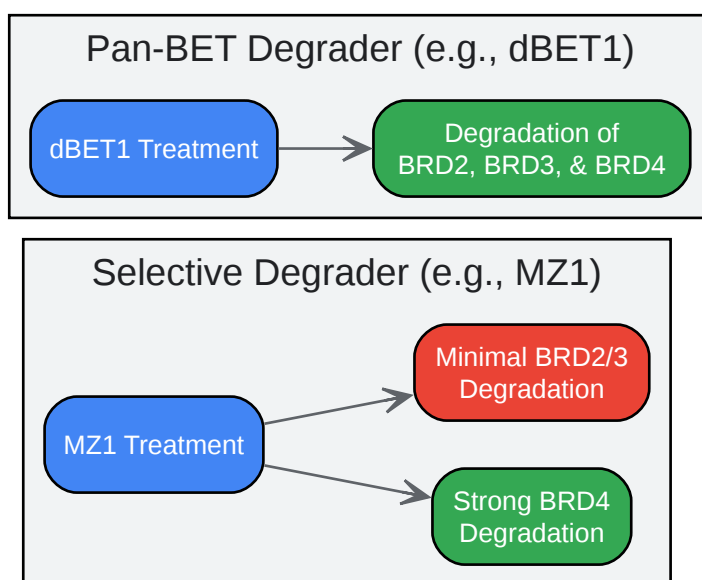 Pan-BET Degrader (e.g., dBET1)
dBET1 Treatment
Degradation of
BRD2, BRD3, & BRD4
Selective Degrader (e.g., MZ1)
Minimal BRD2/3
Degradation
MZ1 Treatment
Strong BRD4
Degradation